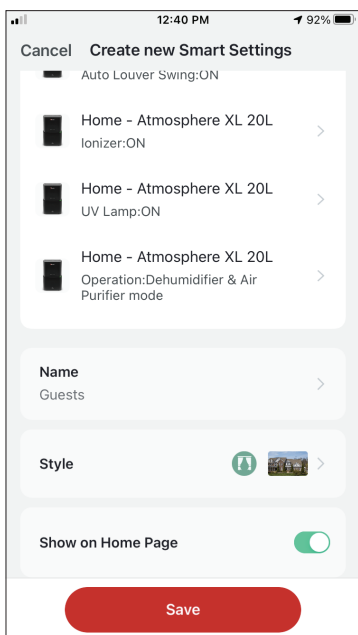 12:40 PM
92%
Cancel Create new Smart Settings
Auto Louver Swing:ON
Home - Atmosphere XL 20L
Ionizer:ON
Home - Atmosphere XL 20L
UV Lamp:ON
Home - Atmosphere XL 20L
Operation:Dehumidifier & Air
Purifier mode
Name
Guests
Style
Show on Home Page
Save